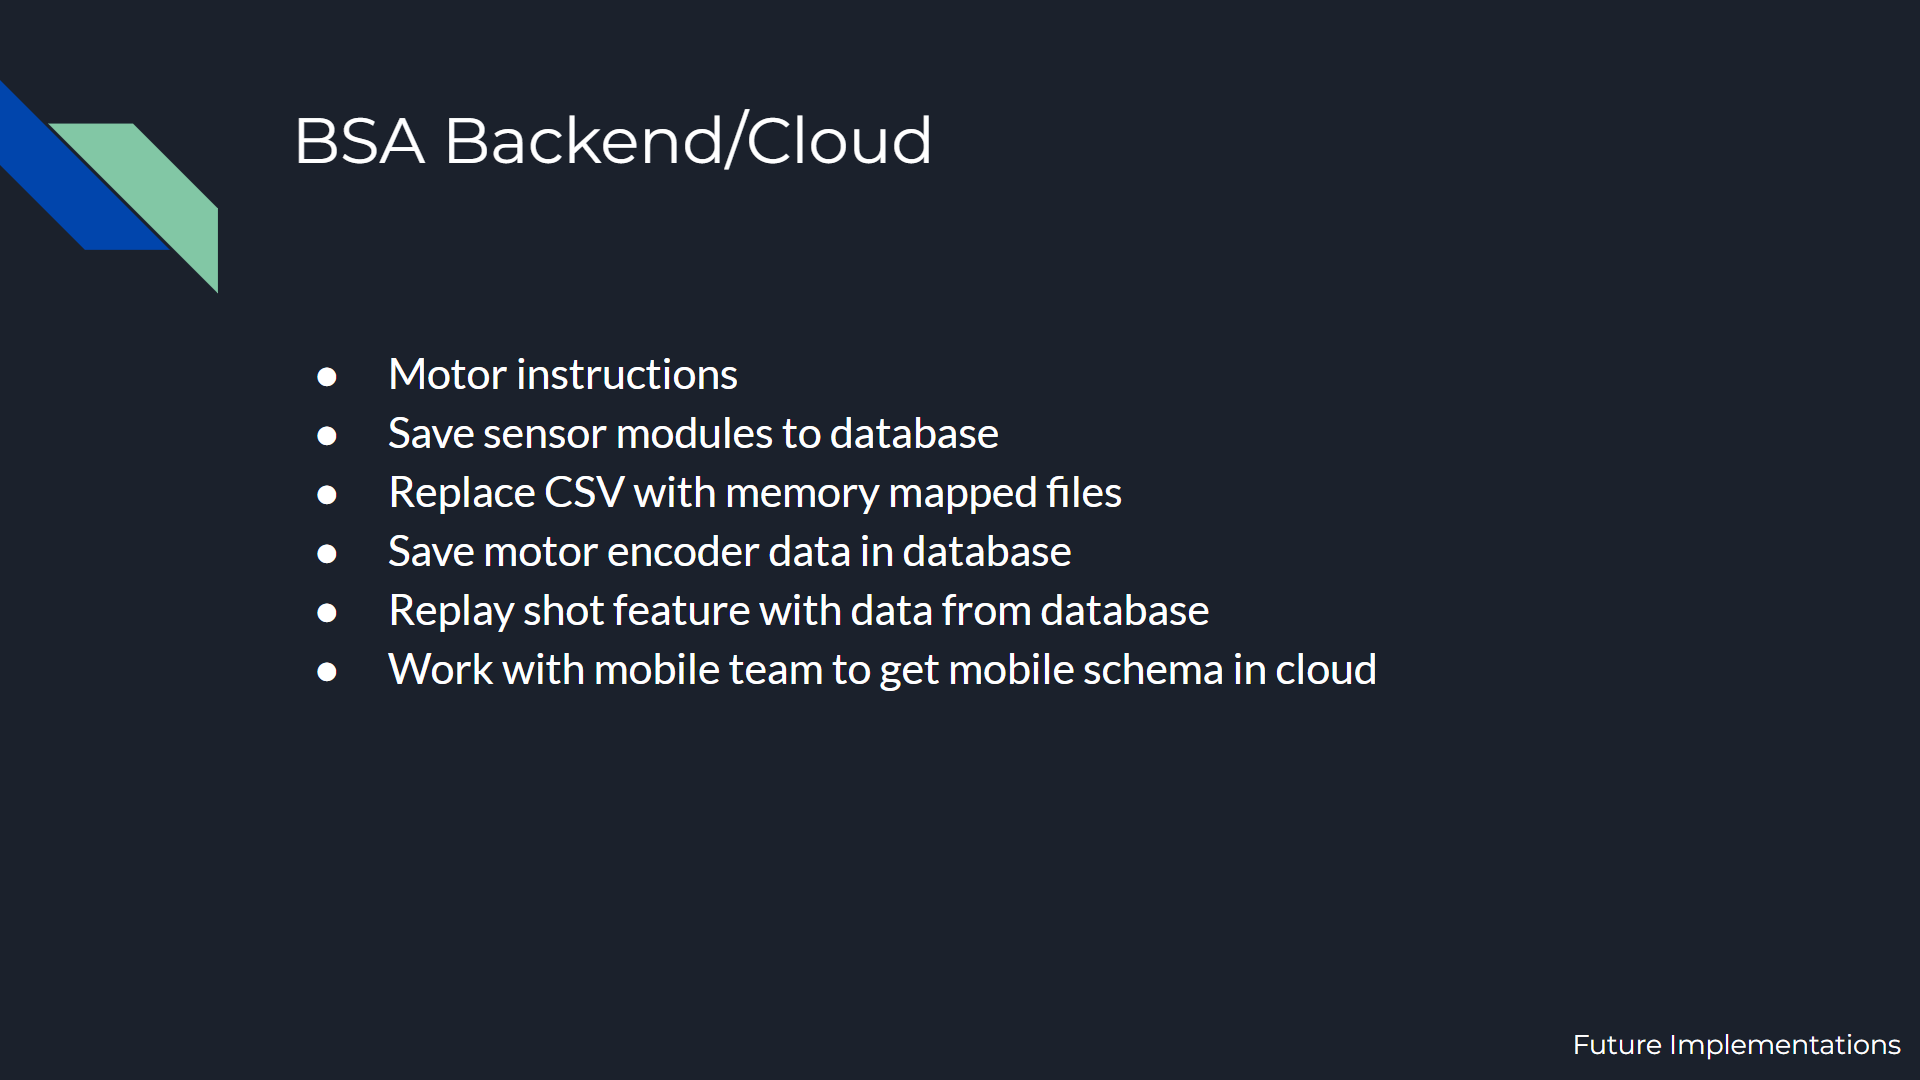 BSA Backend/Cloud
● Motor instructions
● Save sensor modules to database
● Replace CSV with memory mapped files
● Save motor encoder data in database
● Replay shot feature with data from database
● Work with mobile team to get mobile schema in cloud
Future Implementations